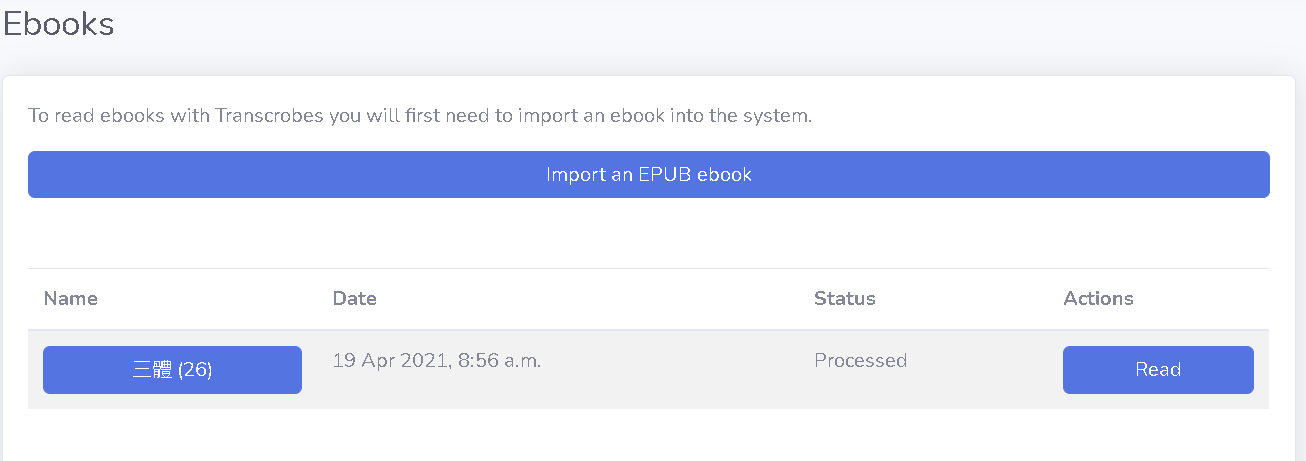 Ebooks
To read ebooks with Transcrobes you will first need to import an ebook into the system.
Import an EPUB ebook
Name Date Status Actions
三體 (26) 19 Apr 2021, 8:56 a.m. Processed Read